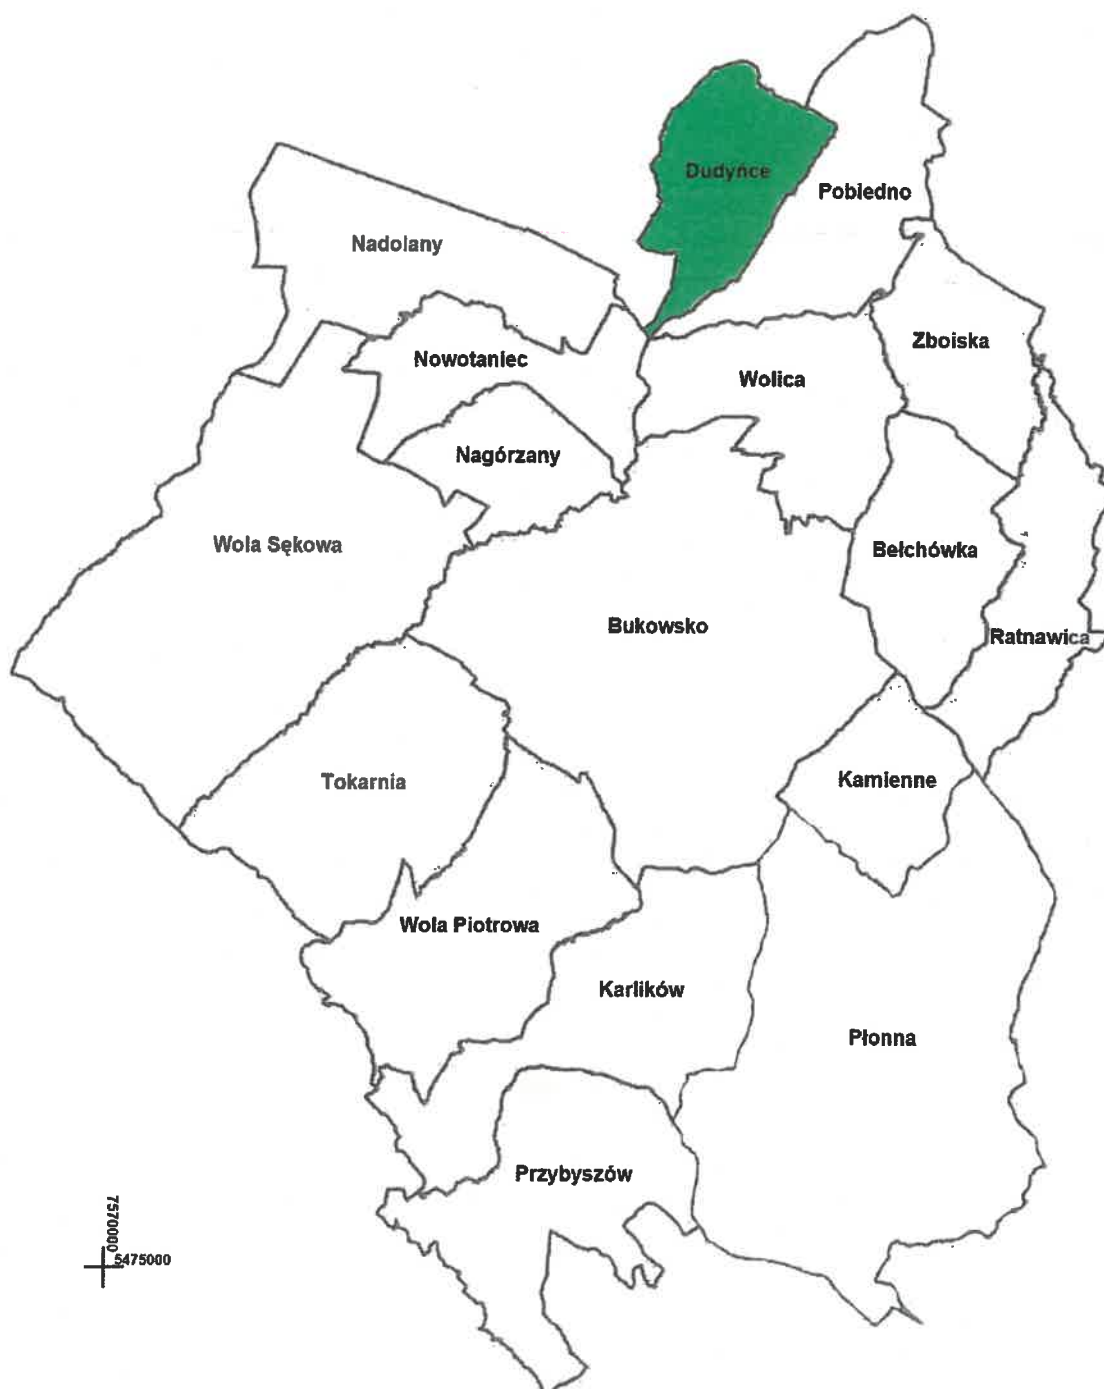 Dudyńce
Pobiedno
Nadolany
Zboiska
Nowotaniec
Wolica
Nagórzany
Wola Sękowa
Bełchówka
Bukowsko
Ratnawica
Tokarnia
Kamienne
Wola Piotrowa
Karlików
Płonna
Przybyszów
7570000
5475000